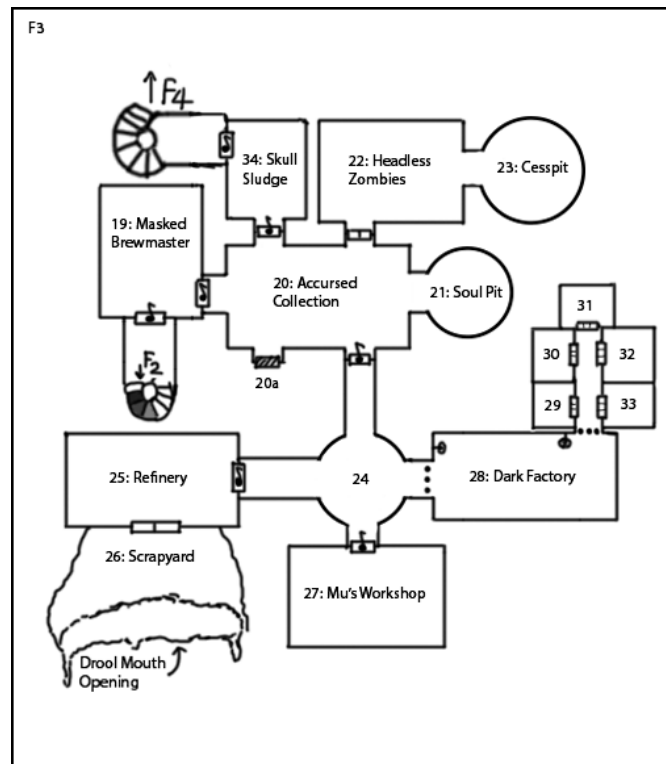 F3
F4
34: Skull
Sludge
22: Headless
Zombies
23: Cesspit
19: Masked
Brewmaster
20: Accursed
Collection
21: Soul Pit
F2
20a
31
30
32
29
33
25: Refinery
24
28: Dark Factory
26: Scrapyard
27: Mu's Workshop
Drool Mouth
Opening